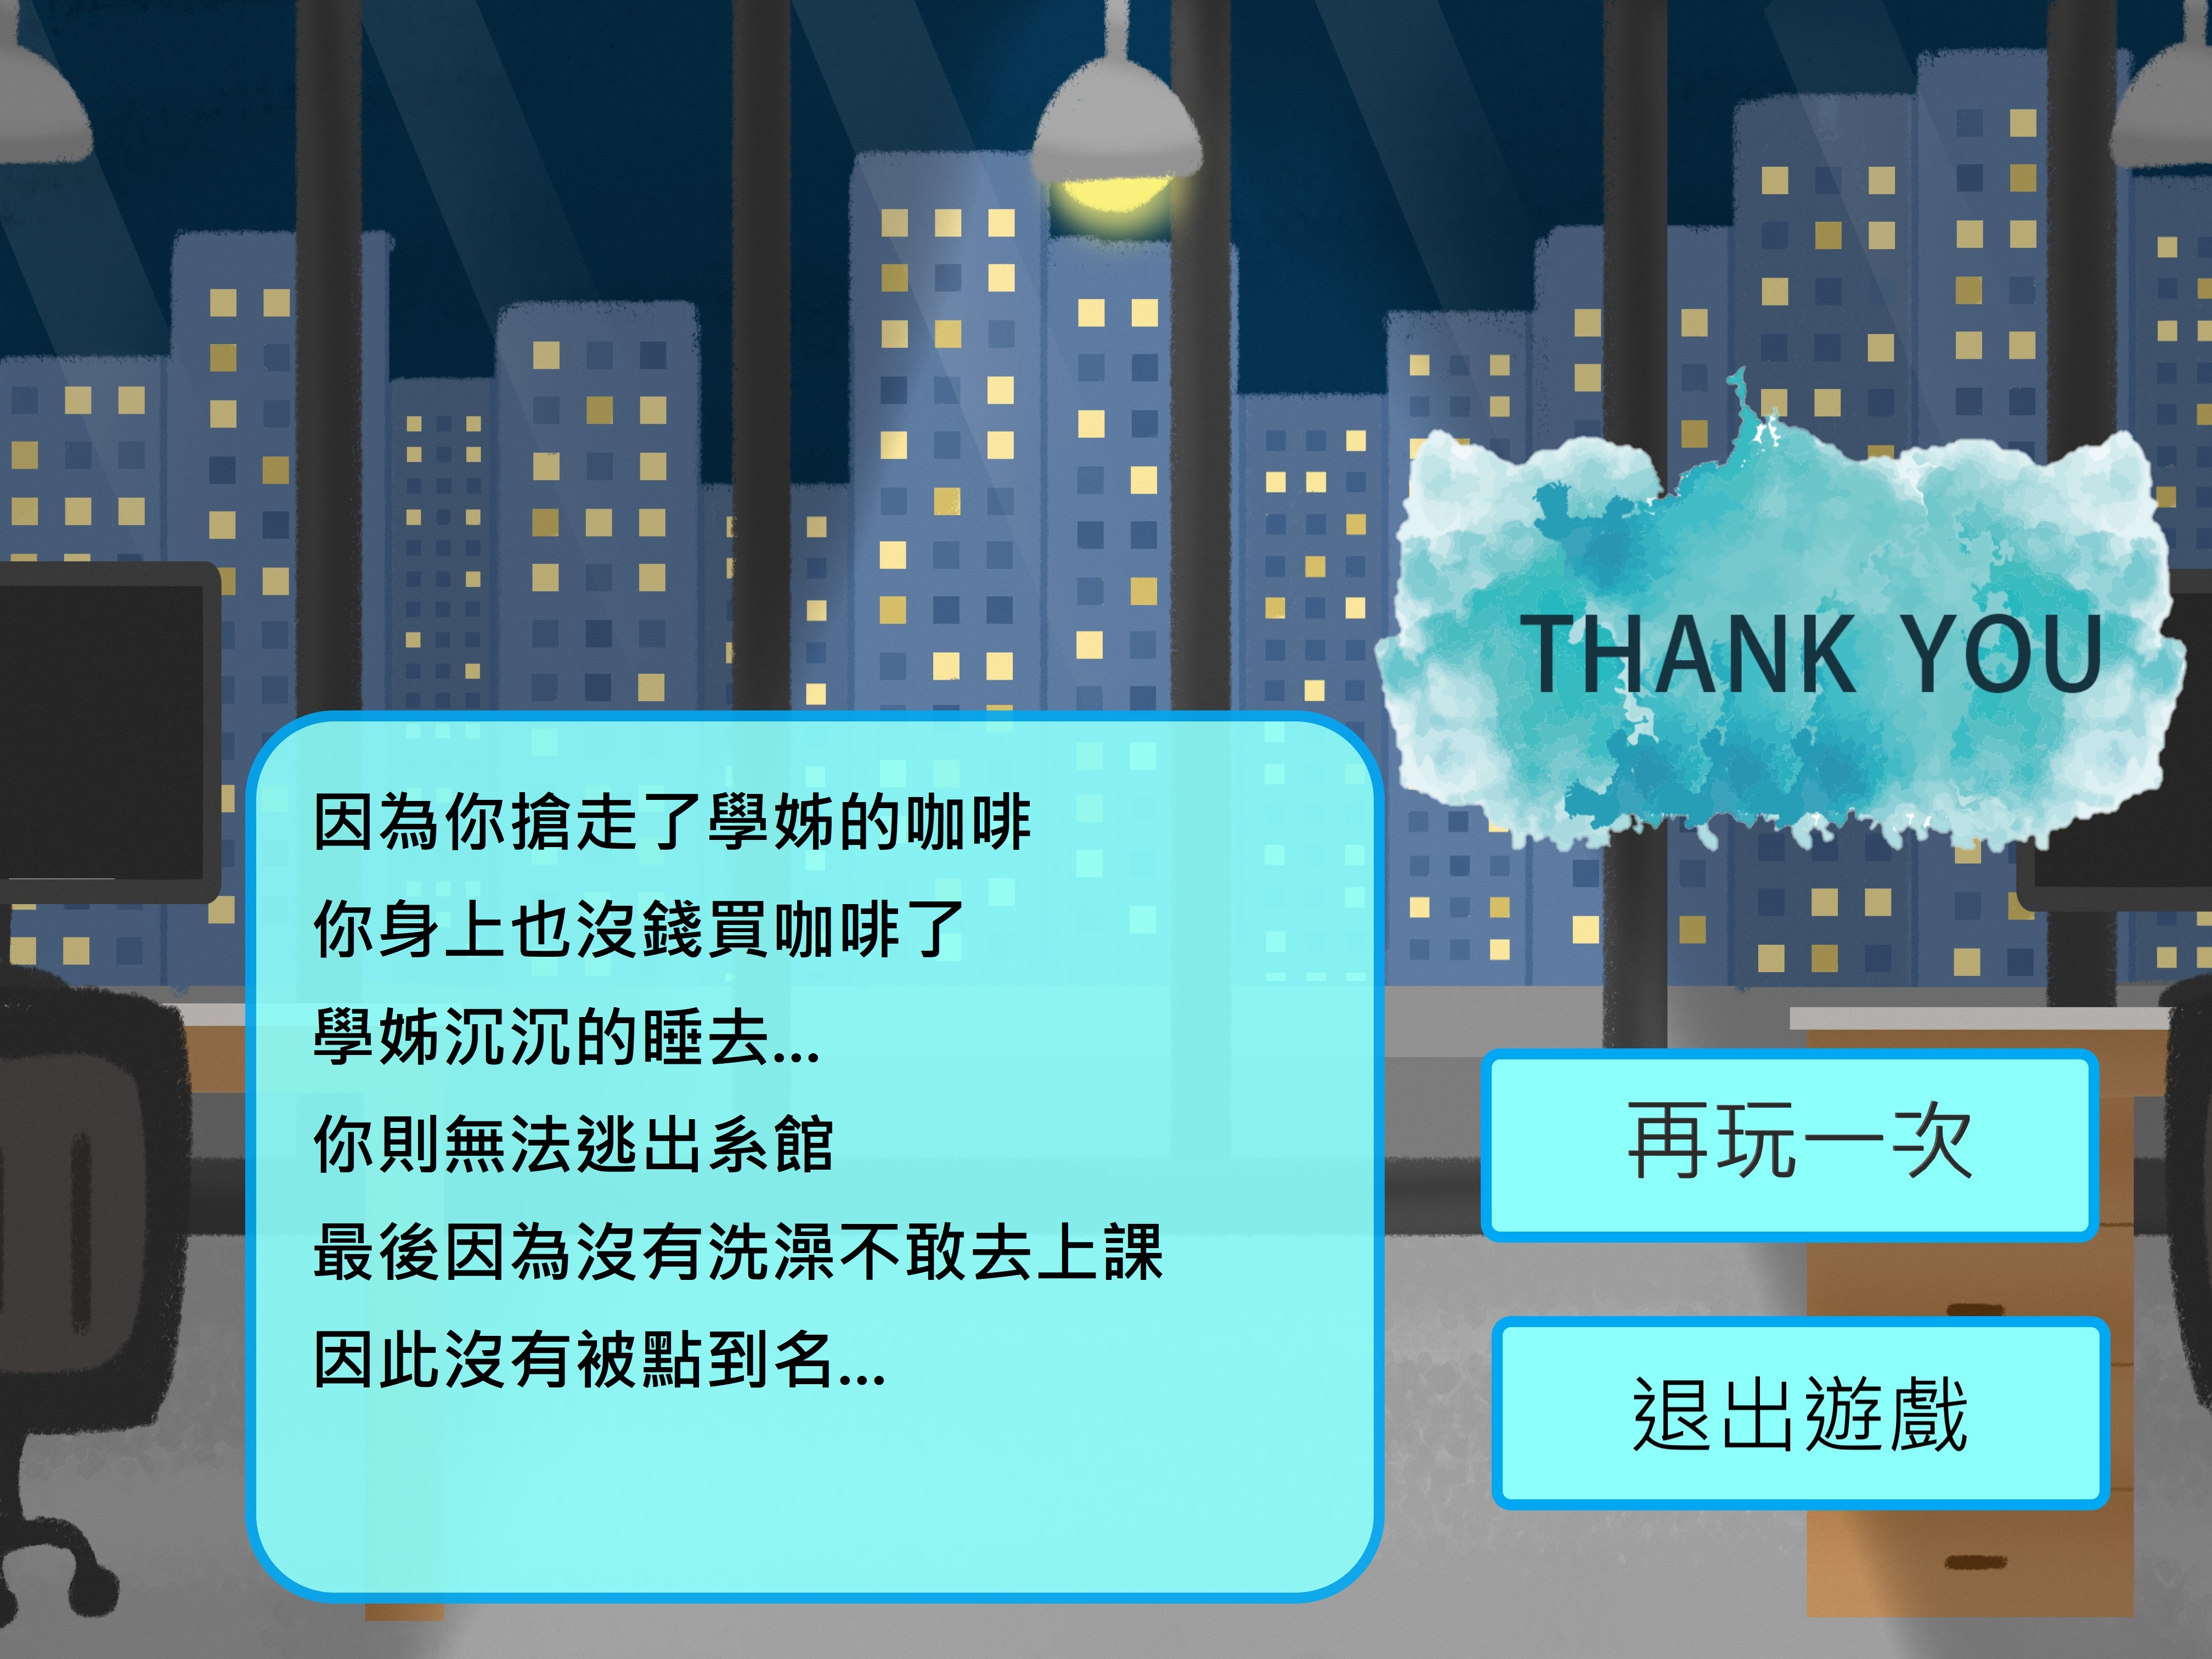 THANK YOU
因為你搶走了學姊的咖啡
你身上也沒錢買咖啡了
學姊沉沉的睡去...
你則無法逃出系館
最後因為沒有洗澡不敢去上課
因此沒有被點到名...
再玩一次
退出遊戲